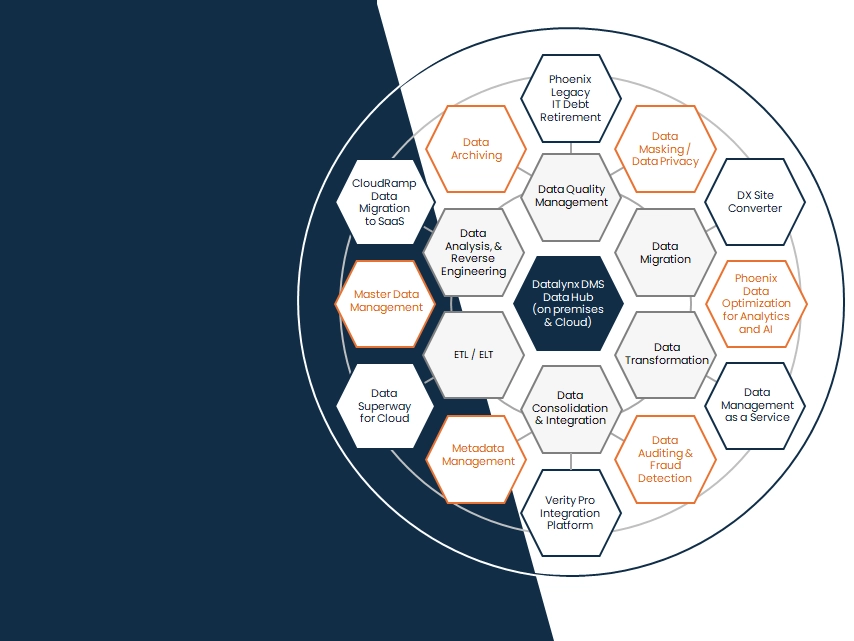 Phoenix
Legacy
IT Debt
Retirement
Data
Archiving
Data
Masking /
Data Privacy
CloudRamp
Data
Migration
to SaaS
Data Quality
Management
DX Site
Converter
Data
Analysis, &
Reverse
Engineering
Data
Migration
Master Data
Management
Datalynx DMS
Data Hub
(on premises
& Cloud)
Phoenix
Data
Optimization
for Analytics
and AI
ETL / ELT
Data
Transformation
Data
Superway
for Cloud
Data
Consolidation
& Integration
Data
Management
as a Service
Metadata
Management
Data
Auditing &
Fraud
Detection
Verity Pro
Integration
Platform